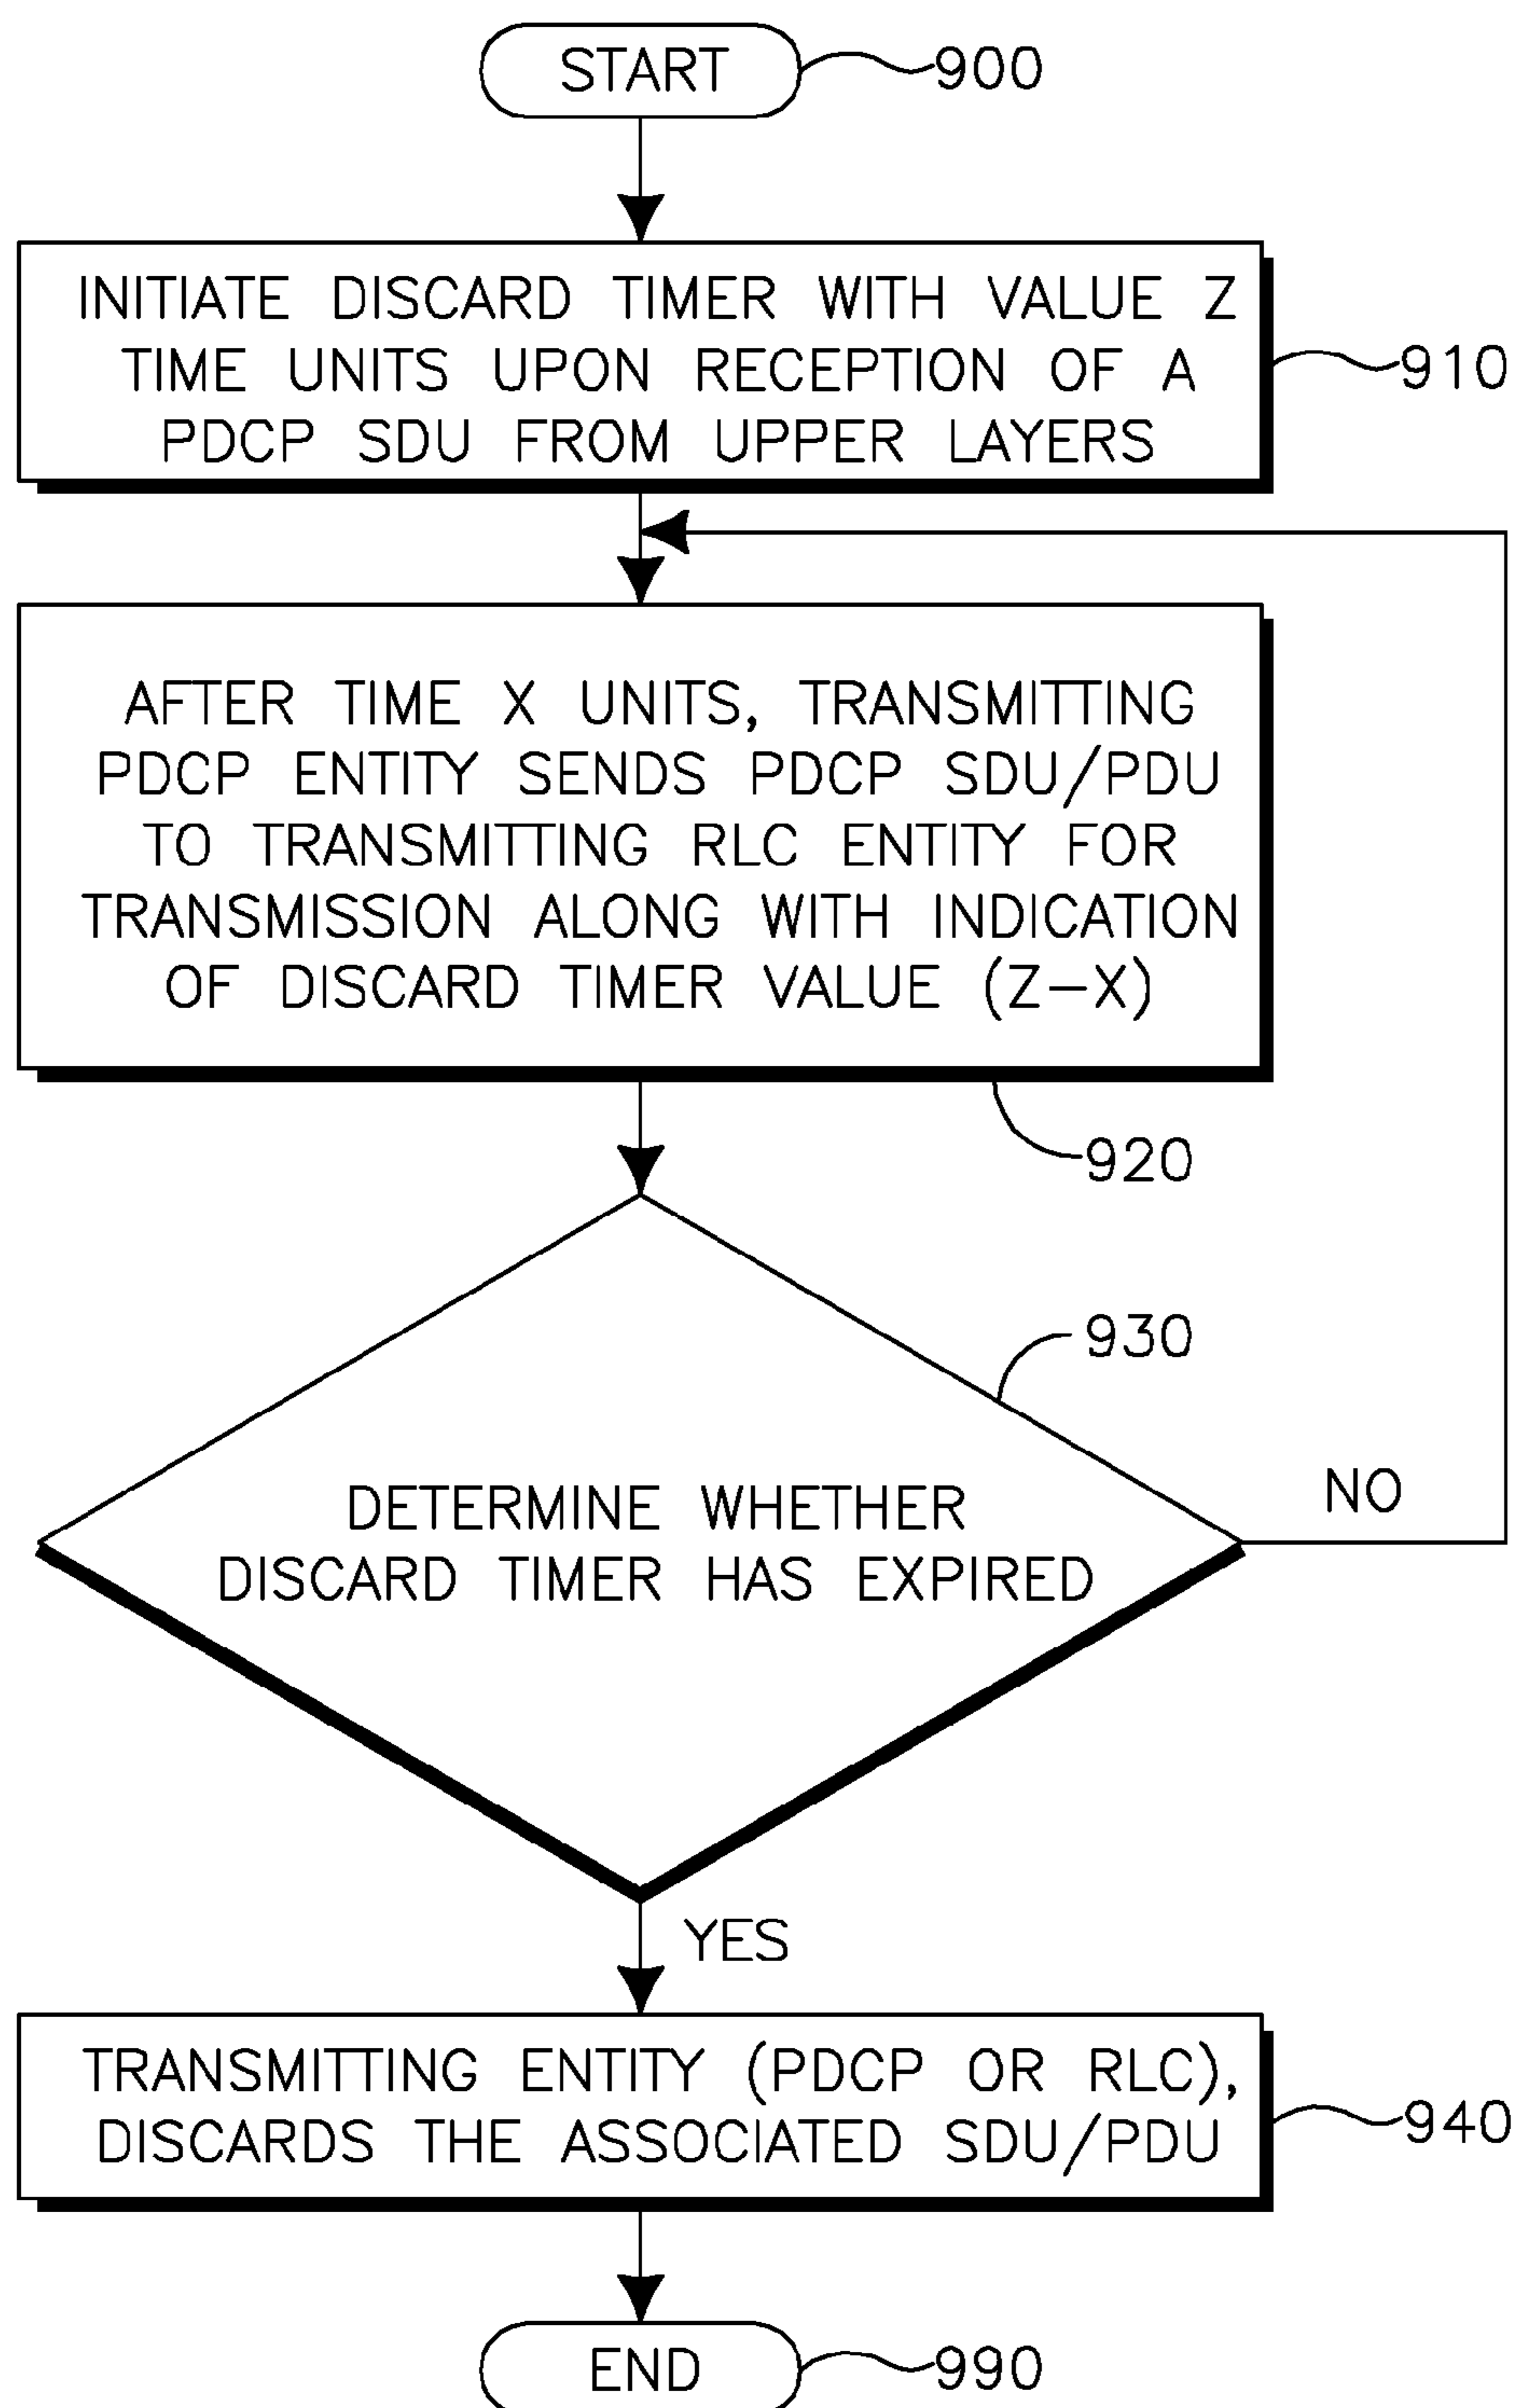 START
900
INITIATE DISCARD TIMER WITH VALUE Z
TIME UNITS UPON RECEPTION OF A
PDCP SDU FROM UPPER LAYERS
910
AFTER TIME X UNITS, TRANSMITTING
PDCP ENTITY SENDS PDCP SDU/PDU
TO TRANSMITTING RLC ENTITY FOR
TRANSMISSION ALONG WITH INDICATION
OF DISCARD TIMER VALUE (Z-X)
920
930
DETERMINE WHETHER
DISCARD TIMER HAS EXPIRED
NO
YES
TRANSMITTING ENTITY (PDCP OR RLC),
DISCARDS THE ASSOCIATED SDU/PDU
940
END
990